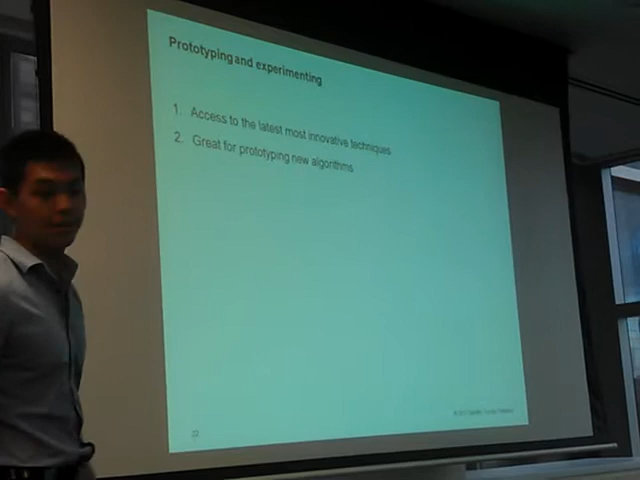 Prototyping and experimenting
1. Access to the latest most innovative techniques
2. Great for prototyping new algorithms